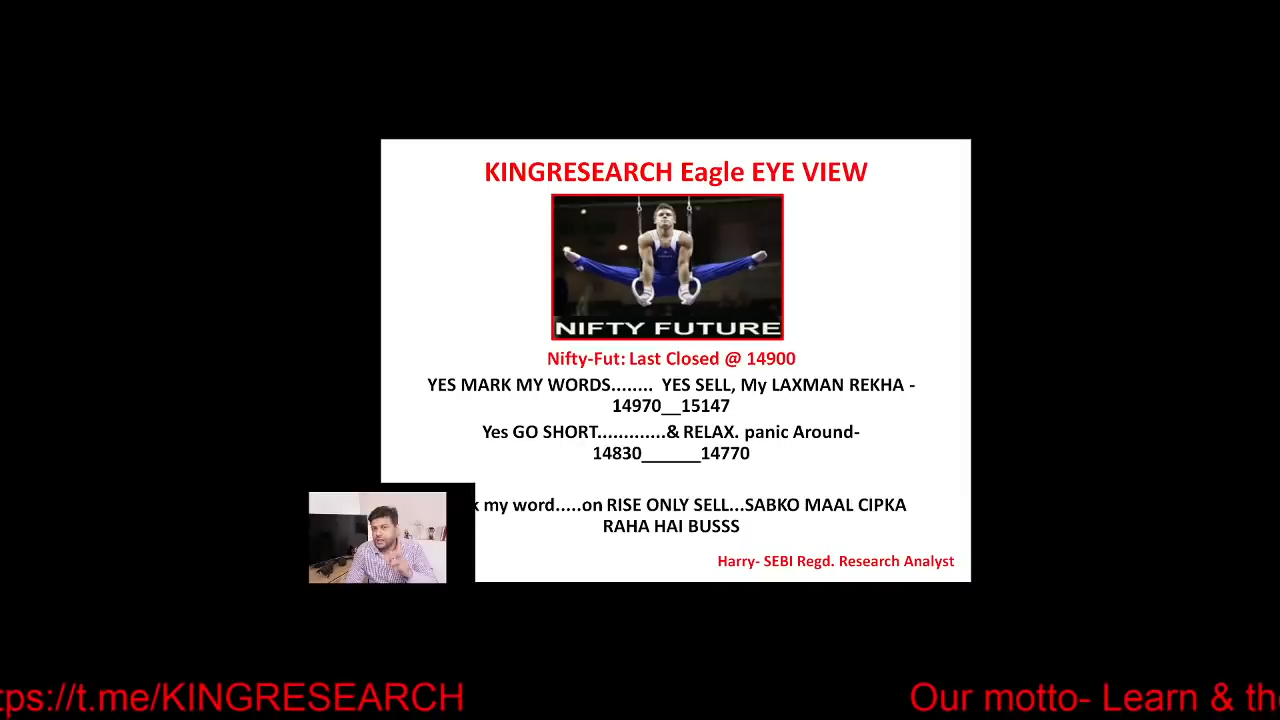 KINGRESEARCH Eagle EYE VIEW
NIFTY FUTURE
Nifty-Fut: Last Closed @ 14900
YES MARK MY WORDS........ YES SELL, My LAXMAN REKHA -
14970__15147
Yes GO SHORT.............& RELAX. panic Around-
14830______14770
my word.....on RISE ONLY SELL...SABKO MAAL CIPKA
RAHA HAI BUSSS
Harry- SEBI Regd. Research Analyst
tps://t.me/KINGRESEARCH
Our motto- Learn & th